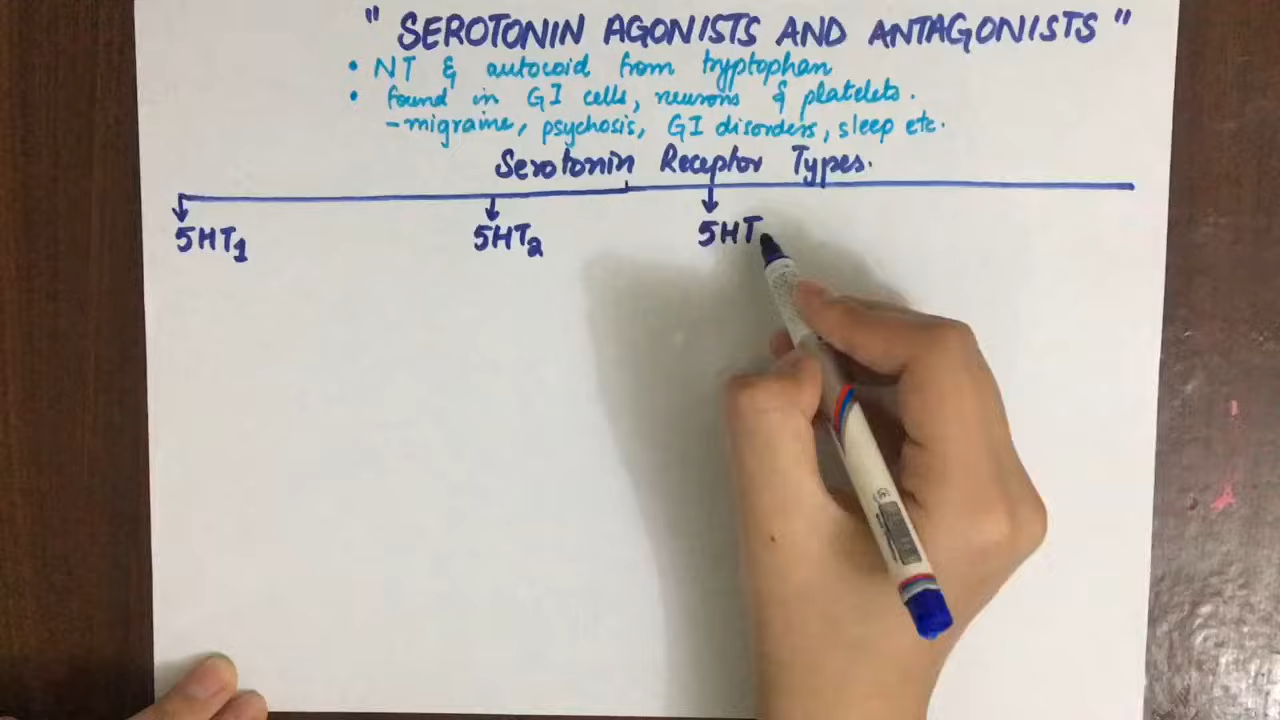 " SEROTONIN AGONISTS AND ANTAGONISTS "
• NT & autocoid from tryptophan
• found in GI cells, neurons & platelets.
- migraine, psychosis, GI disorders, sleep etc.
Serotonin Receptor Types.
5HT1 5HT2 5HT